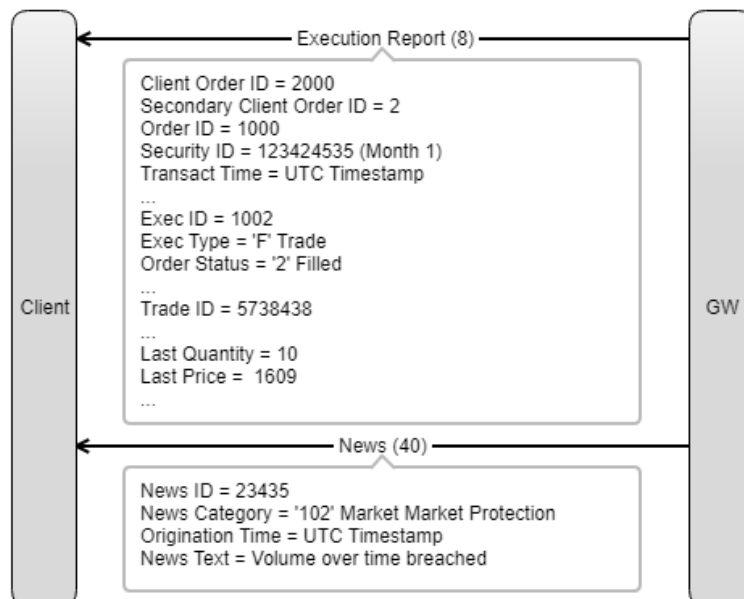 Execution Report (8)
Client Order ID = 2000
Secondary Client Order ID = 2
Order ID = 1000
Security ID = 123424535 (Month 1)
Transact Time = UTC Timestamp
...
Exec ID = 1002
Exec Type = 'F' Trade
Order Status = '2' Filled
...
Client
GW
Trade ID = 5738438
...
Last Quantity = 10
Last Price =  1609
...
News (40)
News ID = 23435
News Category = '102' Market Market Protection
Origination Time = UTC Timestamp
News Text = Volume over time breached